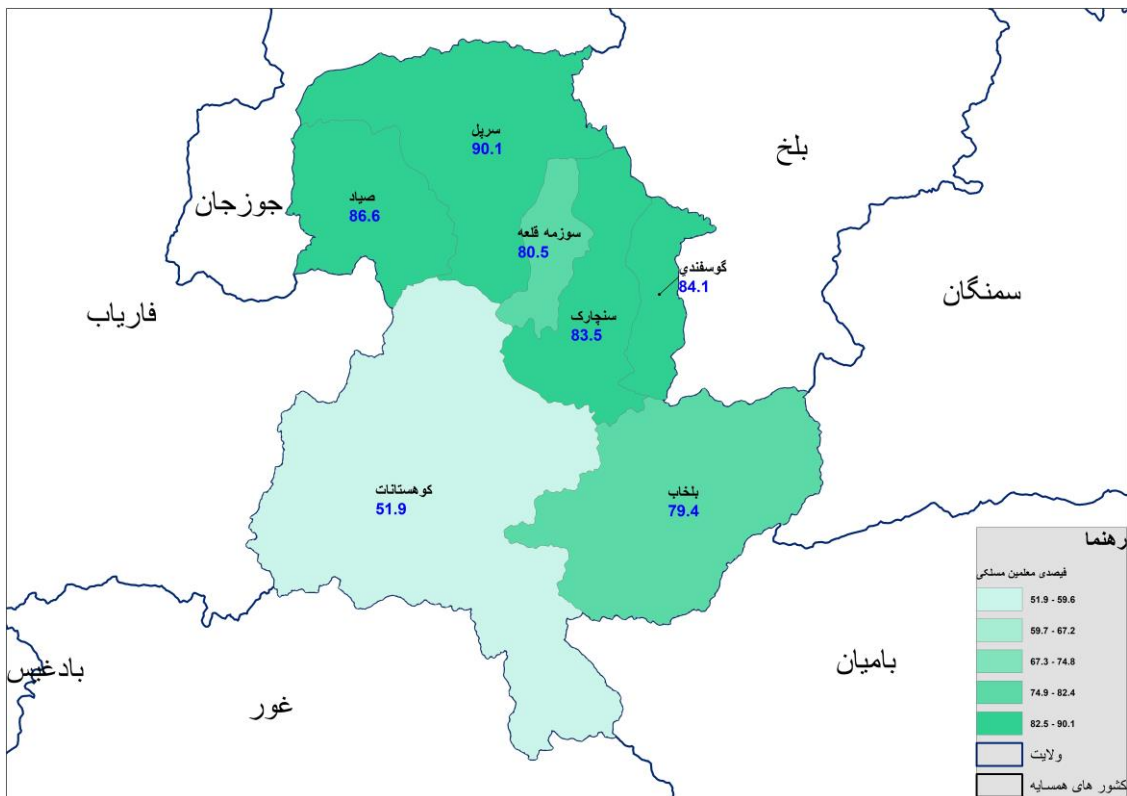 سرپل
90.1
بلخ
صیاد
86.6
جوزجان
سوزمه قلعه
80.5
گوسفندي
84.1
سمنگان
فاریاب
سنچارک
83.5
کوهستانات
51.9
بلخاب
79.4
بامیان
بادغیس
غور
رهنما
فیصدی معلمین مسلکی
51.9 - 59.6
59.7 - 67.2
67.3 - 74.8
74.9 - 82.4
82.5 - 90.1
ولایت
کشور های همسایه